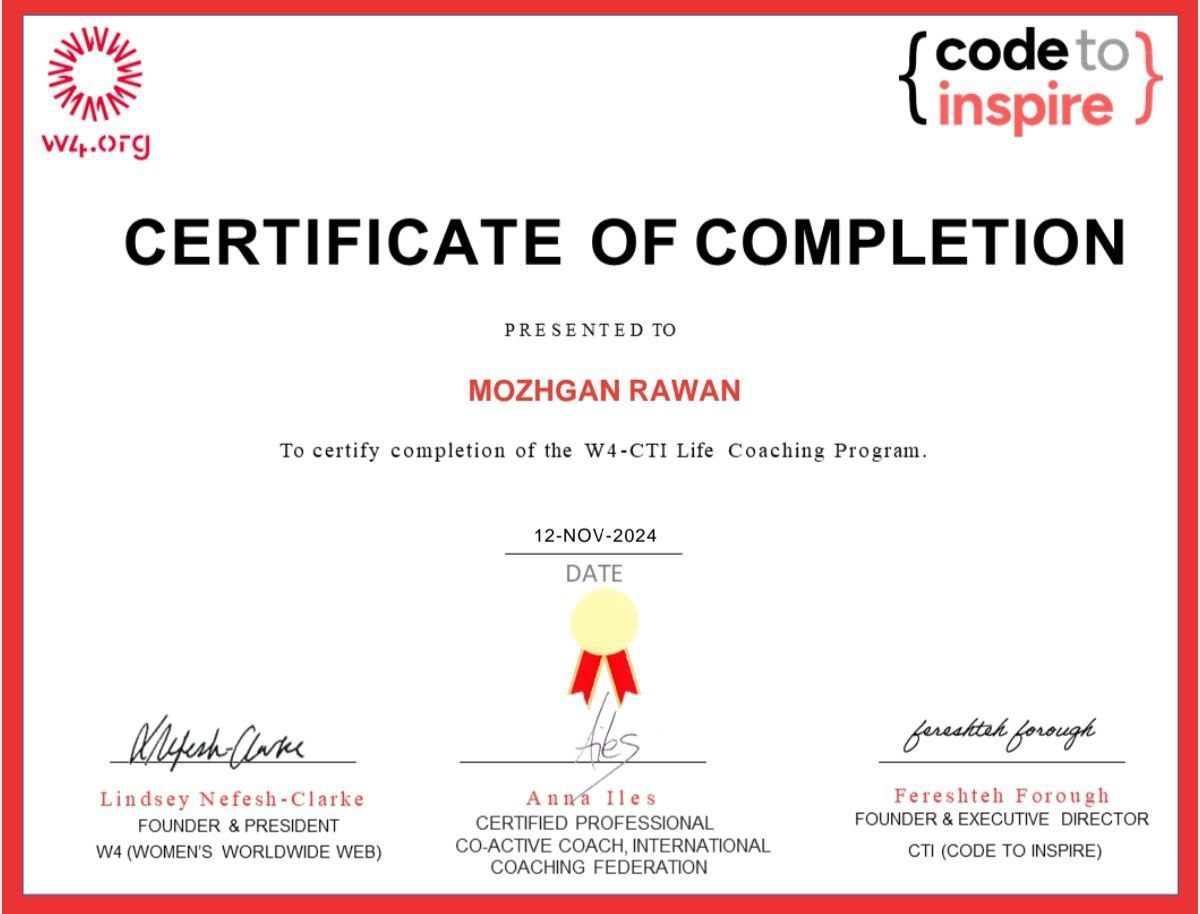 w4.org
{code to
inspire}
CERTIFICATE OF COMPLETION
PRESENTED TO
MOZHGAN RAWAN
To certify completion of the W4-CTI Life Coaching Program.
12-NOV-2024
DATE
L Nefesh-Clarke
Iles
fereshteh forough
Lindsey Nefesh-Clarke
FOUNDER & PRESIDENT
W4 (WOMEN'S WORLDWIDE WEB)
Anna Iles
CERTIFIED PROFESSIONAL
CO-ACTIVE COACH, INTERNATIONAL
COACHING FEDERATION
Fereshteh Forough
FOUNDER & EXECUTIVE DIRECTOR
CTI (CODE TO INSPIRE)